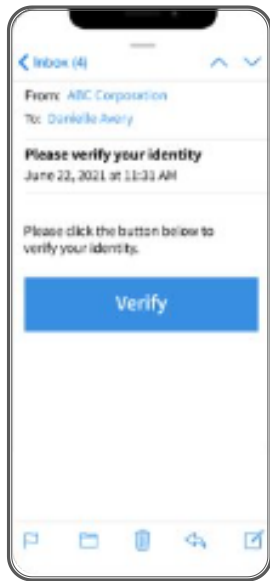 Inbox (4)
From: ABC Corporation
To: Danielle Avery
Please verify your identity
June 22, 2021 at 11:31 AM
Please click the button below to
verify your identity.
Verify